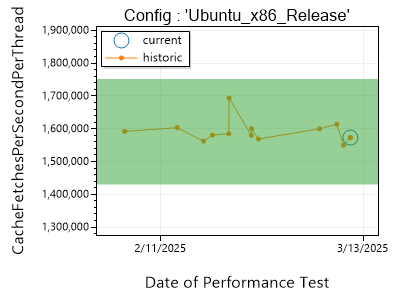 Config : 'Ubuntu_x86_Release'
CacheFetchesPerSecondPerThread
1,900,000
1,800,000
1,700,000
1,600,000
1,500,000
1,400,000
1,300,000
current
historic
2/11/2025
3/13/2025
Date of Performance Test